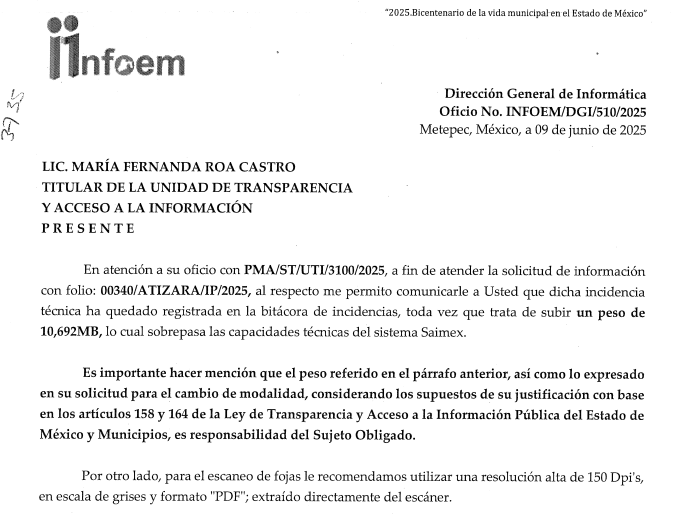 "2025.Bicentenario de la vida municipal en el Estado de México"
infoem
Dirección General de Informática
Oficio No. INFOEM/DGI/510/2025
Metepec, México, a 09 de junio de 2025
LIC. MARÍA FERNANDA ROA CASTRO
TITULAR DE LA UNIDAD DE TRANSPARENCIA
Y ACCESO A LA INFORMACIÓN
P R E S E N T E
En atención a su oficio con PMA/ST/UTI/3100/2025, a fin de atender la solicitud de información
con folio: 00340/ATIZARA/IP/2025, al respecto me permito comunicarle a Usted que dicha incidencia
técnica ha quedado registrada en la bitácora de incidencias, toda vez que trata de subir un peso de
10,692MB, lo cual sobrepasa las capacidades técnicas del sistema Saimex.
Es importante hacer mención que el peso referido en el párrafo anterior, así como lo expresado
en su solicitud para el cambio de modalidad, considerando los supuestos de su justificación con base
en los artículos 158 y 164 de la Ley de Transparencia y Acceso a la Información Pública del Estado de
México y Municipios, es responsabilidad del Sujeto Obligado.
Por otro lado, para el escaneo de fojas le recomendamos utilizar una resolución alta de 150 Dpi's,
en escala de grises y formato "PDF"; extraído directamente del escáner.